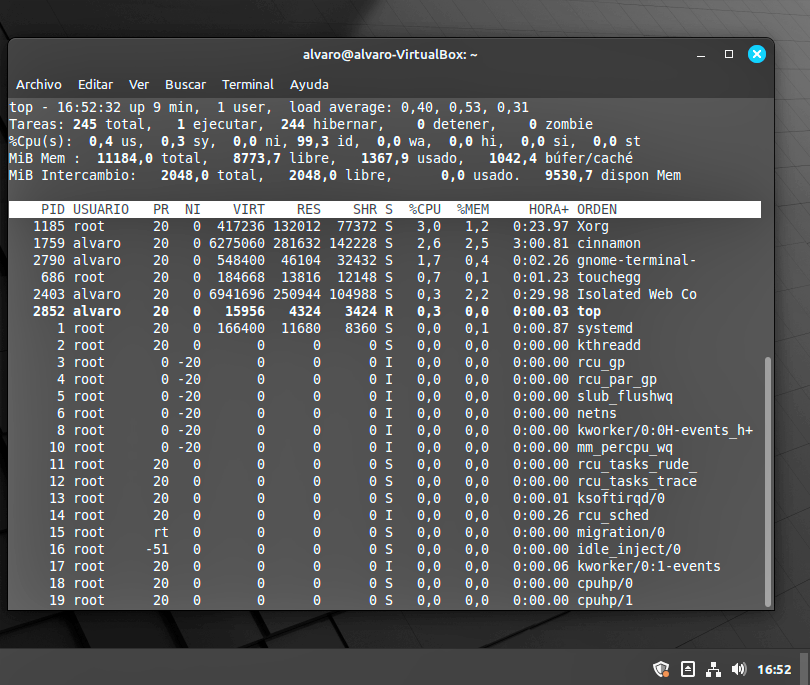 alvaro@alvaro-VirtualBox: ~
Archivo Editar Ver Buscar Terminal Ayuda
top - 16:52:32 up 9 min,  1 user,  load average: 0,40, 0,53, 0,31
Tareas: 245 total,   1 ejecutar, 244 hibernar,    0 detener,    0 zombie
%Cpu(s):  0,4 us,  0,3 sy,  0,0 ni, 99,3 id,  0,0 wa,  0,0 hi,  0,0 si,  0,0 st
MiB Mem :  11184,0 total,   8773,7 libre,   1367,9 usado,   1042,4 búfer/caché
MiB Intercambio:   2048,0 total,   2048,0 libre,      0,0 usado.   9530,7 dispon Mem
PID USUARIO   PR  NI    VIRT    RES    SHR S  %CPU  %MEM     HORA+ ORDEN
1185 root      20   0  417236 132012  77372 S   3,0   1,2   0:23.97 Xorg
1759 alvaro    20   0 6275060 281632 142228 S   2,6   2,5   3:00.81 cinnamon
2790 alvaro    20   0  548400  46104  32432 S   1,7   0,4   0:02.26 gnome-terminal-
686 root      20   0  184668  13816  12148 S   0,7   0,1   0:01.23 touchegg
2403 alvaro    20   0 6941696 250944 104988 S   0,3   2,2   0:29.98 Isolated Web Co
2852 alvaro    20   0   15956   4324   3424 R   0,3   0,0   0:00.03 top
1 root      20   0  166400  11680   8360 S   0,0   0,1   0:00.87 systemd
2 root      20   0       0      0      0 S   0,0   0,0   0:00.00 kthreadd
3 root       0 -20       0      0      0 I   0,0   0,0   0:00.00 rcu_gp
4 root       0 -20       0      0      0 I   0,0   0,0   0:00.00 rcu_par_gp
5 root       0 -20       0      0      0 I   0,0   0,0   0:00.00 slub_flushwq
6 root       0 -20       0      0      0 I   0,0   0,0   0:00.00 netns
8 root       0 -20       0      0      0 I   0,0   0,0   0:00.00 kworker/0:0H-events_h+
10 root       0 -20       0      0      0 I   0,0   0,0   0:00.00 mm_percpu_wq
11 root      20   0       0      0      0 S   0,0   0,0   0:00.00 rcu_tasks_rude_
12 root      20   0       0      0      0 S   0,0   0,0   0:00.00 rcu_tasks_trace
13 root      20   0       0      0      0 S   0,0   0,0   0:00.01 ksoftirqd/0
14 root      20   0       0      0      0 I   0,0   0,0   0:00.26 rcu_sched
15 root      rt   0       0      0      0 S   0,0   0,0   0:00.00 migration/0
16 root     -51   0       0      0      0 S   0,0   0,0   0:00.00 idle_inject/0
17 root      20   0       0      0      0 I   0,0   0,0   0:00.06 kworker/0:1-events
18 root      20   0       0      0      0 S   0,0   0,0   0:00.00 cpuhp/0
19 root      20   0       0      0      0 S   0,0   0,0   0:00.00 cpuhp/1
16:52